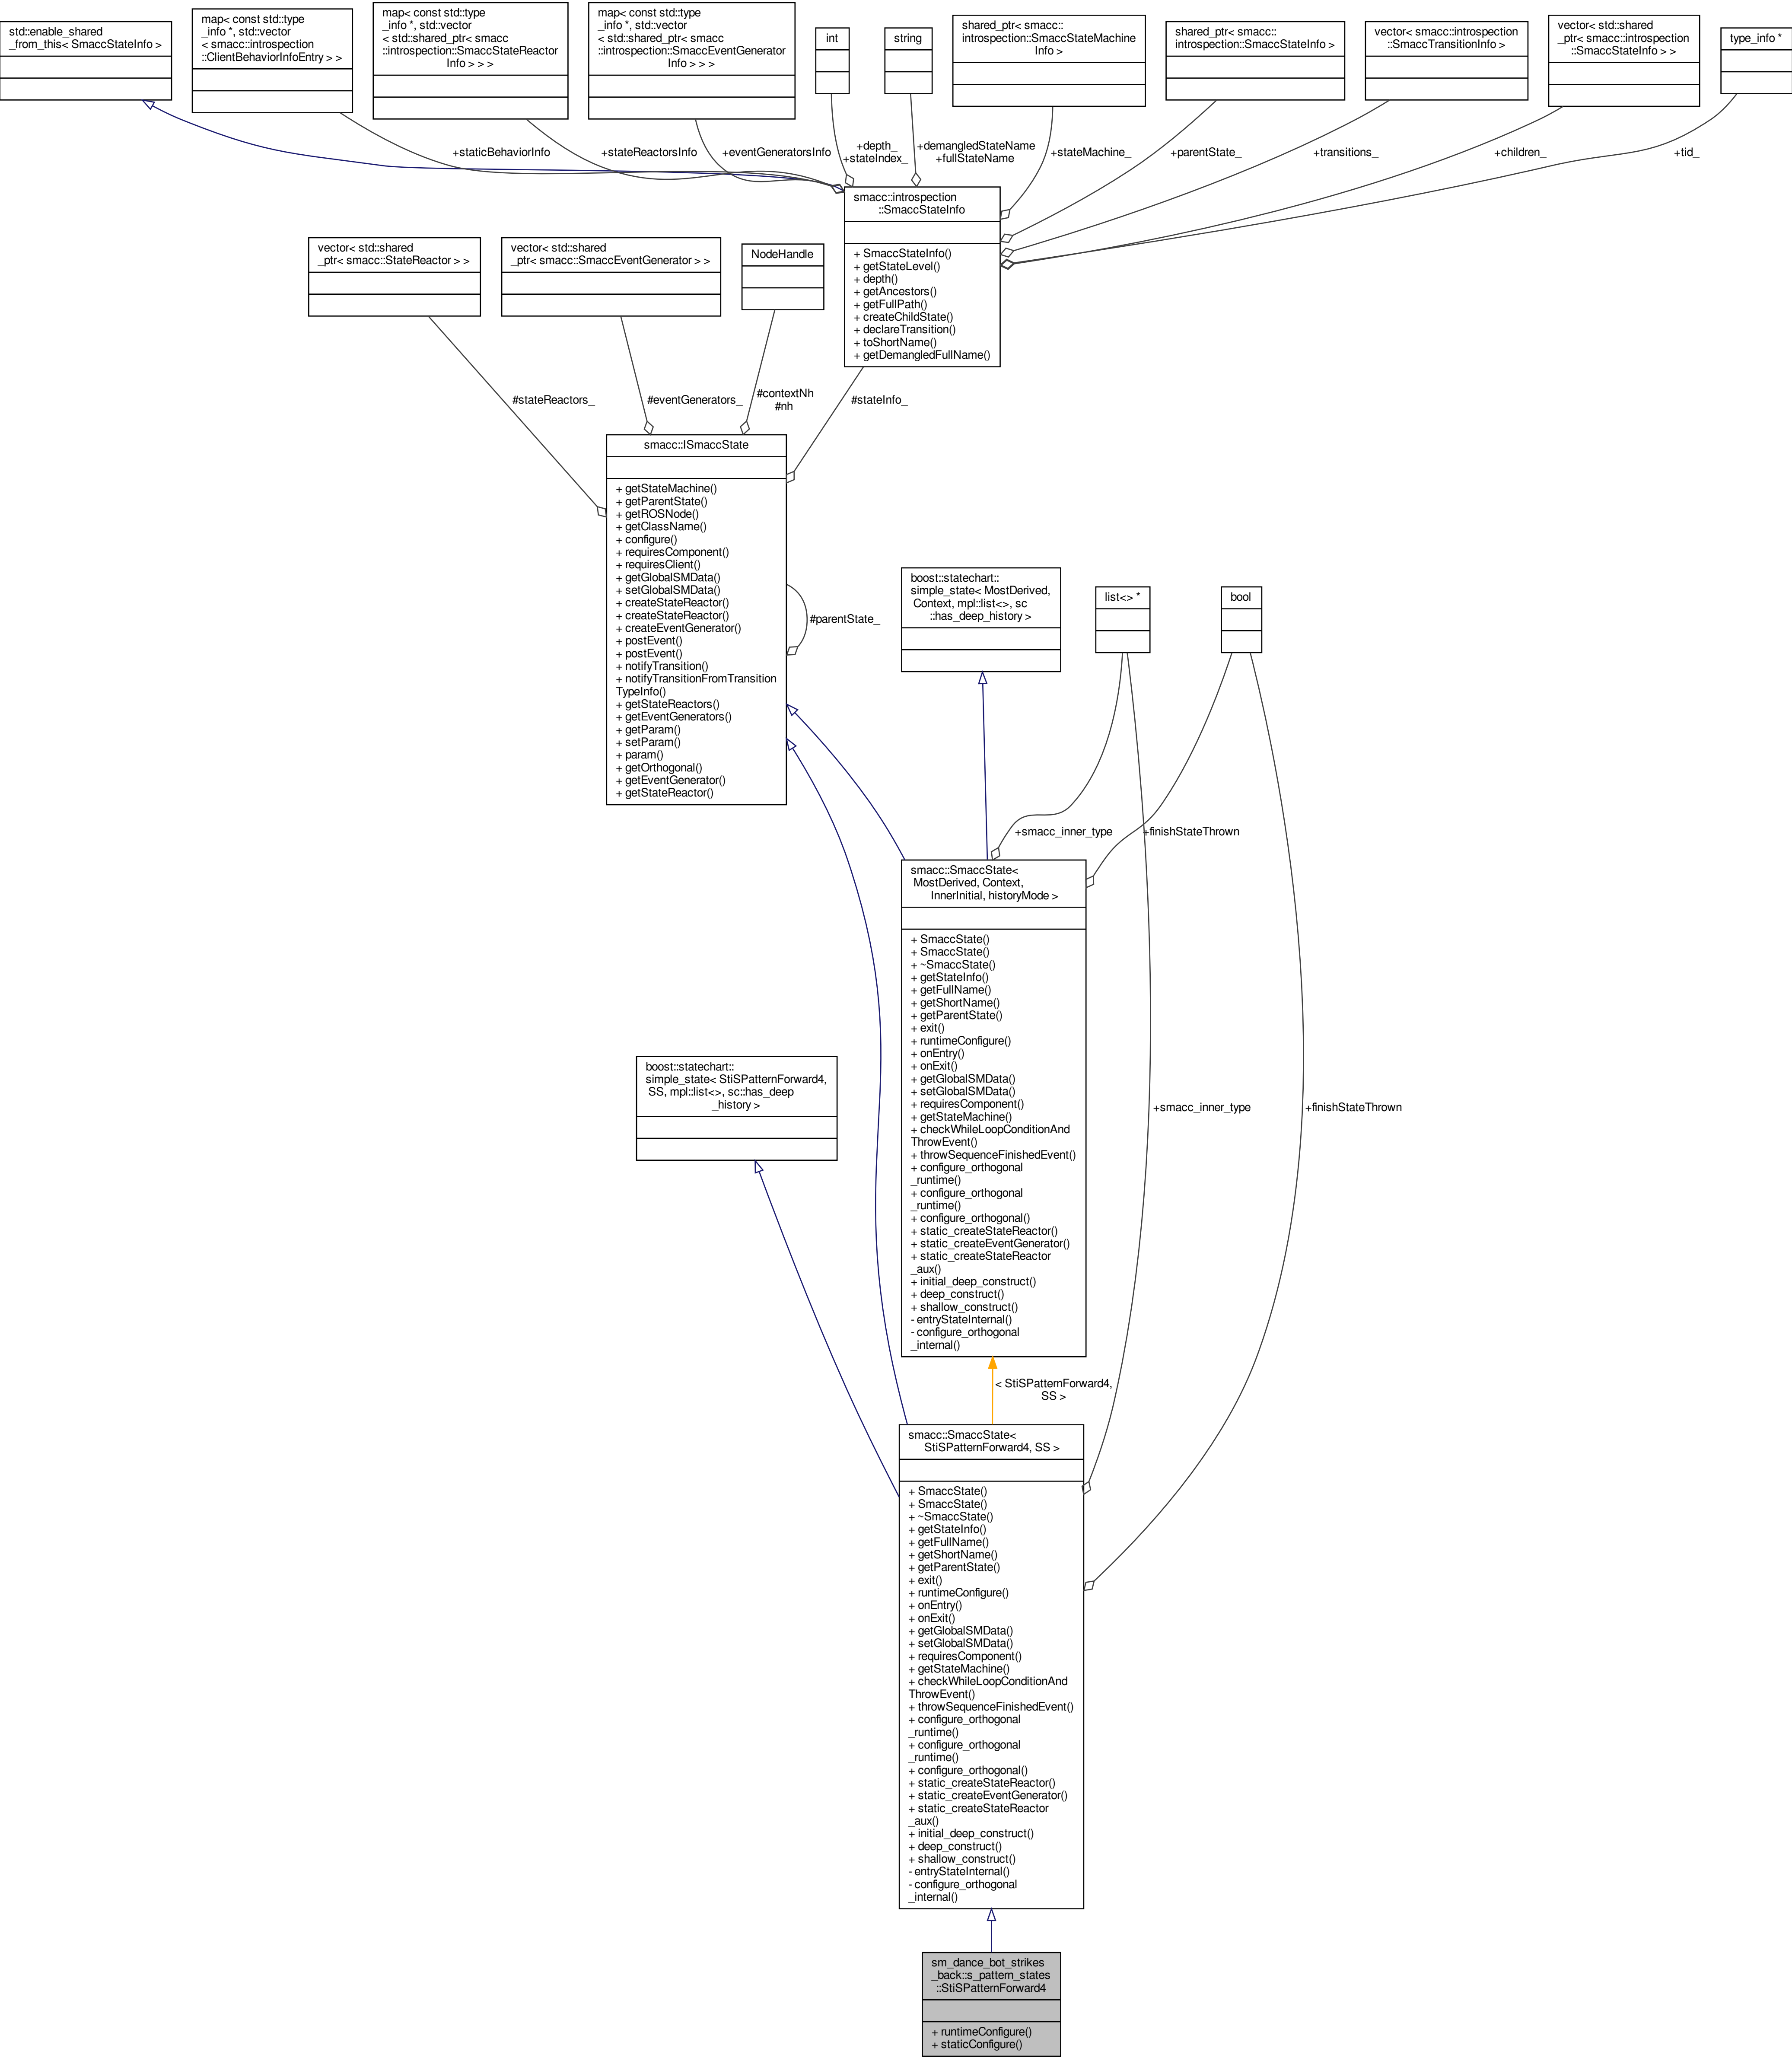 std::enable_shared
_from_this< SmaccStateInfo >
map< const std::type
_info *, std::vector
< smacc::introspection
::ClientBehaviorInfoEntry > >
map< const std::type
_info *, std::vector
< std::shared_ptr< smacc
::introspection::SmaccStateReactor
Info > > >
map< const std::type
_info *, std::vector
< std::shared_ptr< smacc
::introspection::SmaccEventGenerator
Info > > >
int
string
shared_ptr< smacc::
introspection::SmaccStateMachine
Info >
shared_ptr< smacc::
introspection::SmaccStateInfo >
vector< smacc::introspection
::SmaccTransitionInfo >
vector< std::shared
_ptr< smacc::introspection
::SmaccStateInfo > >
type_info *
+staticBehaviorInfo
+stateReactorsInfo
+eventGeneratorsInfo
+depth_
+stateIndex_
+demangledStateName
+fullStateName
+stateMachine_
+parentState_
+transitions_
+children_
+tid_
smacc::introspection
::SmaccStateInfo
+ SmaccStateInfo()
+ getStateLevel()
+ depth()
+ getAncestors()
+ getFullPath()
+ createChildState()
+ declareTransition()
+ toShortName()
+ getDemangledFullName()
vector< std::shared
_ptr< smacc::StateReactor > >
vector< std::shared
_ptr< smacc::SmaccEventGenerator > >
NodeHandle
#stateReactors_
#eventGenerators_
#contextNh
#nh
#stateInfo_
smacc::ISmaccState
+ getStateMachine()
+ getParentState()
+ getROSNode()
+ getClassName()
+ configure()
+ requiresComponent()
+ requiresClient()
+ getGlobalSMData()
+ setGlobalSMData()
+ createStateReactor()
+ createStateReactor()
+ createEventGenerator()
+ postEvent()
+ postEvent()
+ notifyTransition()
+ notifyTransitionFromTransition
TypeInfo()
+ getStateReactors()
+ getEventGenerators()
+ getParam()
+ setParam()
+ param()
+ getOrthogonal()
+ getEventGenerator()
+ getStateReactor()
#parentState_
boost::statechart::
simple_state< MostDerived,
Context, mpl::list<>, sc
::has_deep_history >
list<> *
bool
+smacc_inner_type
+finishStateThrown
smacc::SmaccState<
MostDerived, Context,
InnerInitial, historyMode >
+ SmaccState()
+ SmaccState()
+ ~SmaccState()
+ getStateInfo()
+ getFullName()
+ getShortName()
+ getParentState()
+ exit()
+ runtimeConfigure()
+ onEntry()
+ onExit()
+ getGlobalSMData()
+ setGlobalSMData()
+ requiresComponent()
+ getStateMachine()
+ checkWhileLoopConditionAnd
ThrowEvent()
+ throwSequenceFinishedEvent()
+ configure_orthogonal
_runtime()
+ configure_orthogonal
_runtime()
+ configure_orthogonal()
+ static_createStateReactor()
+ static_createEventGenerator()
+ static_createStateReactor
_aux()
+ initial_deep_construct()
+ deep_construct()
+ shallow_construct()
- entryStateInternal()
- configure_orthogonal
_internal()
boost::statechart::
simple_state< StiSPatternForward4,
SS, mpl::list<>, sc::has_deep
_history >
+smacc_inner_type
+finishStateThrown
< StiSPatternForward4,
SS >
smacc::SmaccState<
StiSPatternForward4, SS >
+ SmaccState()
+ SmaccState()
+ ~SmaccState()
+ getStateInfo()
+ getFullName()
+ getShortName()
+ getParentState()
+ exit()
+ runtimeConfigure()
+ onEntry()
+ onExit()
+ getGlobalSMData()
+ setGlobalSMData()
+ requiresComponent()
+ getStateMachine()
+ checkWhileLoopConditionAnd
ThrowEvent()
+ throwSequenceFinishedEvent()
+ configure_orthogonal
_runtime()
+ configure_orthogonal
_runtime()
+ configure_orthogonal()
+ static_createStateReactor()
+ static_createEventGenerator()
+ static_createStateReactor
_aux()
+ initial_deep_construct()
+ deep_construct()
+ shallow_construct()
- entryStateInternal()
- configure_orthogonal
_internal()
sm_dance_bot_strikes
_back::s_pattern_states
::StiSPatternForward4
+ runtimeConfigure()
+ staticConfigure()